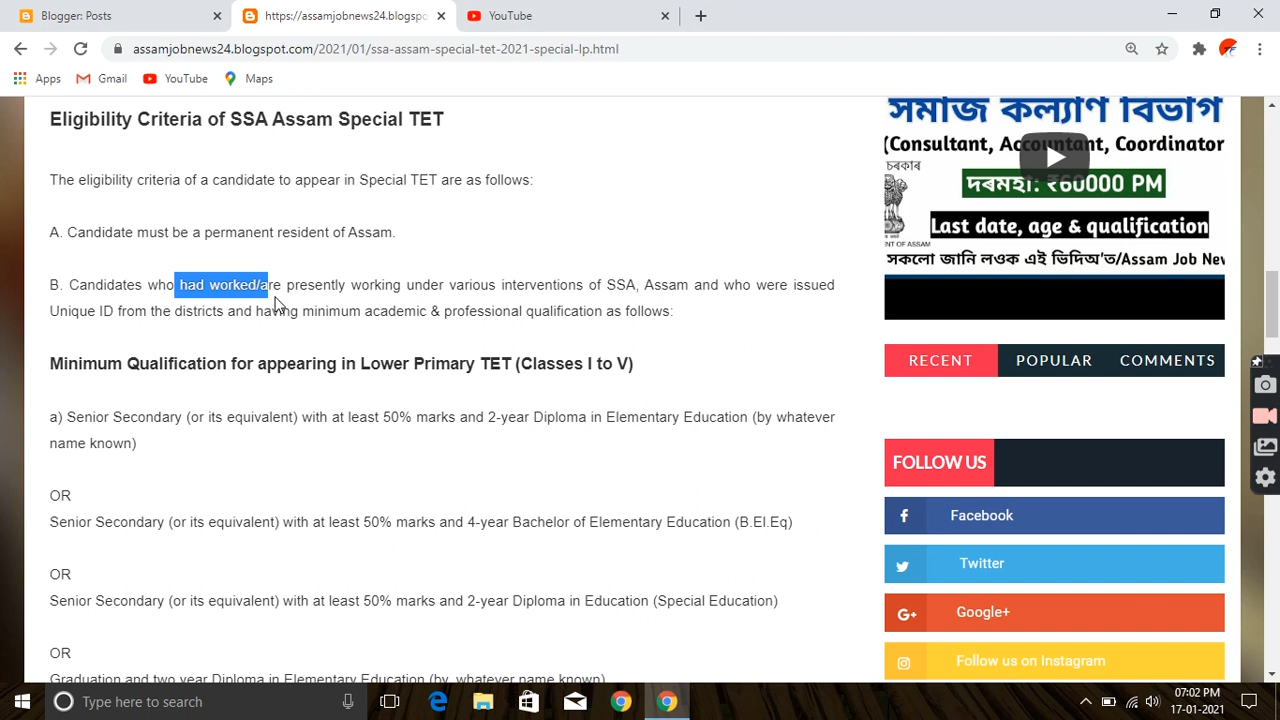 Blogger: Posts
https://assamjobnews24.blogspo
YouTube
assamjobnews24.blogspot.com/2021/01/ssa-assam-special-tet-2021-special-lp.html
Apps
Gmail
YouTube
Maps
Eligibility Criteria of SSA Assam Special TET
The eligibility criteria of a candidate to appear in Special TET are as follows:
A. Candidate must be a permanent resident of Assam.
B. Candidates who had worked/are presently working under various interventions of SSA, Assam and who were issued
Unique ID from the districts and having minimum academic & professional qualification as follows:
Minimum Qualification for appearing in Lower Primary TET (Classes I to V)
a) Senior Secondary (or its equivalent) with at least 50% marks and 2-year Diploma in Elementary Education (by whatever
name known)
OR
Senior Secondary (or its equivalent) with at least 50% marks and 4-year Bachelor of Elementary Education (B.El.Eq)
OR
Senior Secondary (or its equivalent) with at least 50% marks and 2-year Diploma in Education (Special Education)
OR
Graduation and two year Diploma in Elementary Education (by, whatever name known)
সমাজ কল্যাণ বিভাগ
(Consultant, Accountant, Coordinator
চৰকাৰ
দৰমহা: ₹60000 PM
Last date, age & qualification
ENT OF ASSAM
সকলো জানি লওক এই ভিদিঅ'ত/Assam Job New
RECENT
POPULAR
COMMENTS
FOLLOW US
Facebook
Twitter
Google+
Follow us on Instagram
Type here to search
07:02 PM
17-01-2021